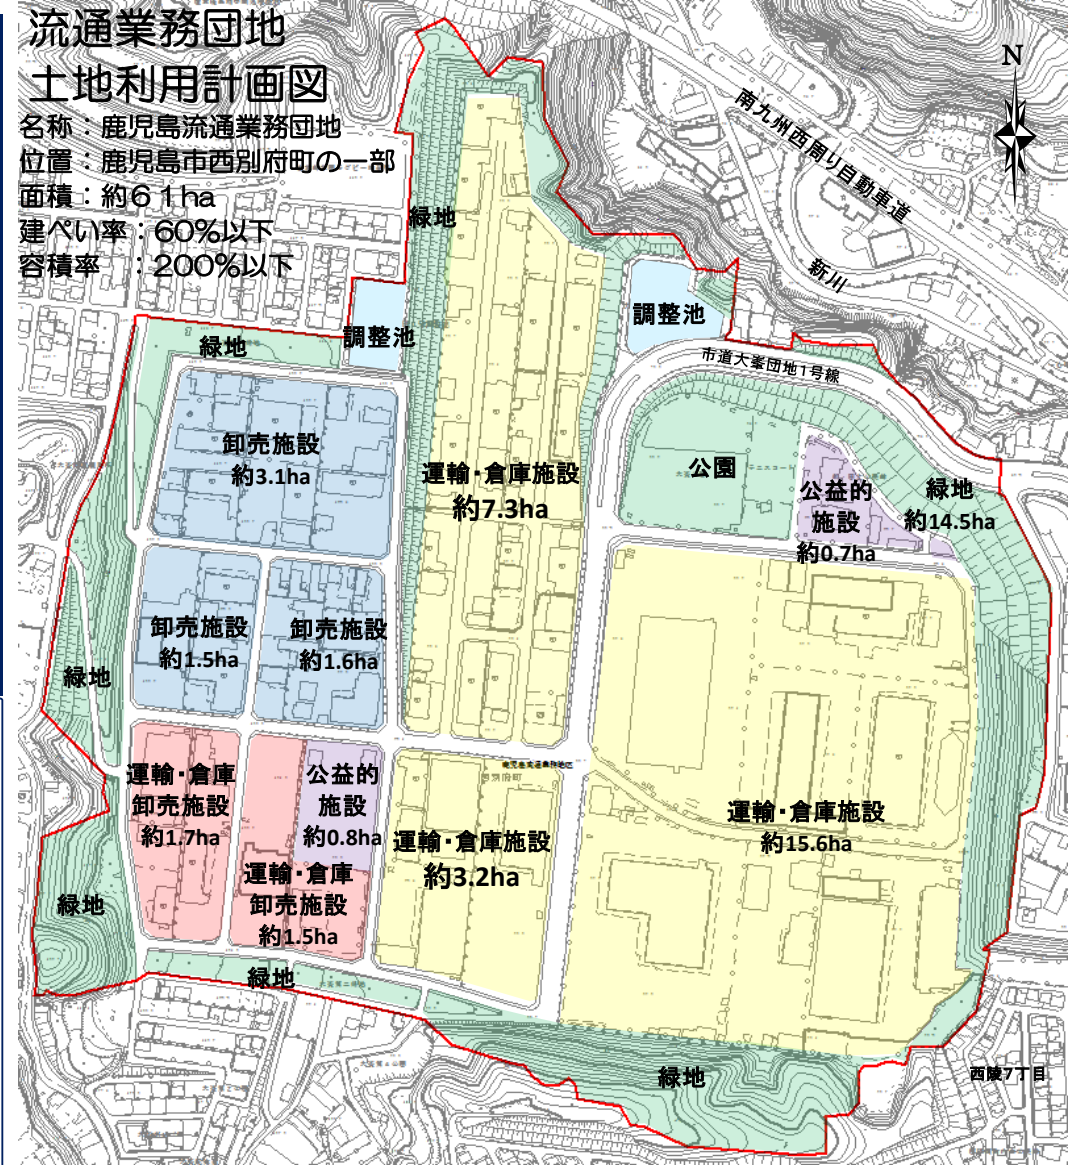 流通業務団地
土地利用計画図
名称：鹿児島流通業務団地
位置：鹿児島市西別府町の一部
面積：約６１ha
建ぺい率：60％以下
容積率　：200％以下
N
南九州西周り自動車道
新川
緑地
調整池
調整池
緑地
市道大峯団地1号線
卸売施設
約3.1ha
運輸・倉庫施設
約7.3ha
公園
公益的
施設
約0.7ha
緑地
約14.5ha
卸売施設
約1.5ha
卸売施設
約1.6ha
緑地
運輸・倉庫
卸売施設
約1.7ha
公益的
施設
約0.8ha
運輸・倉庫
卸売施設
約1.5ha
運輸・倉庫施設
約3.2ha
運輸・倉庫施設
約15.6ha
緑地
緑地
緑地
西陵7丁目